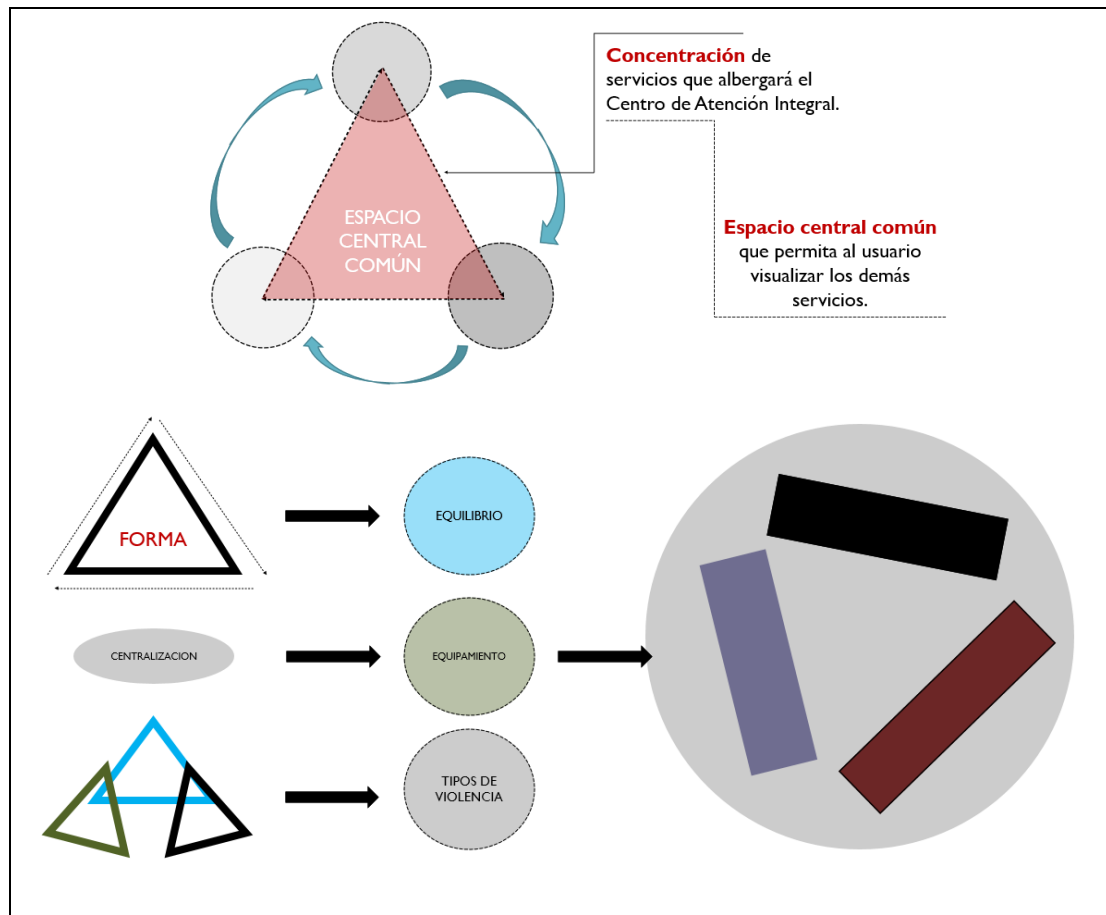 Concentración de
servicios que albergará el
Centro de Atención Integral.
ESPACIO
CENTRAL
COMÚN
Espacio central común
que permita al usuario
visualizar los demás
servicios.
FORMA
EQUILIBRIO
CENTRALIZACION
EQUIPAMIENTO
TIPOS DE
VIOLENCIA